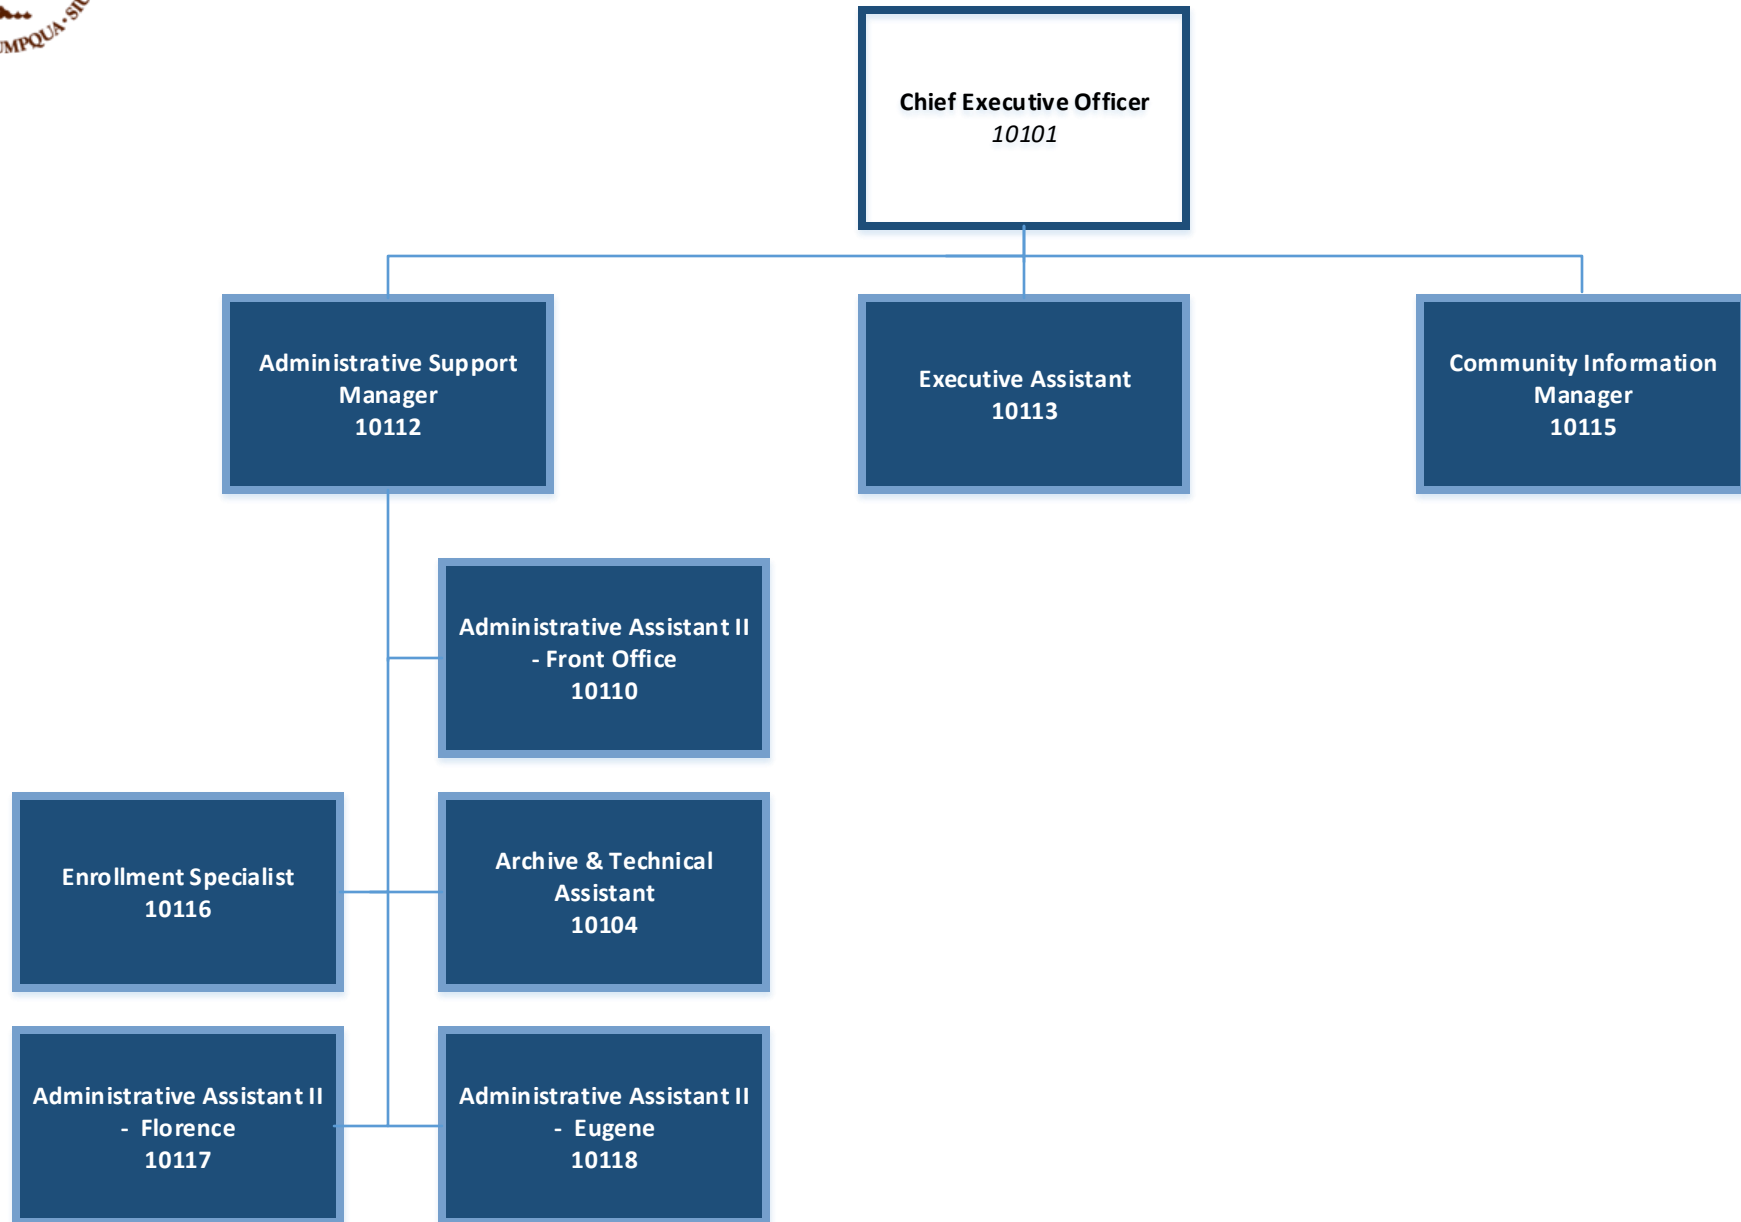 Chief Executive Officer
10101
Administrative Support
Manager
10112
Executive Assistant
10113
Community Information
Manager
10115
Administrative Assistant II
- Front Office
10110
Enrollment Specialist
10116
Archive & Technical
Assistant
10104
Administrative Assistant II
- Florence
10117
Administrative Assistant II
- Eugene
10118